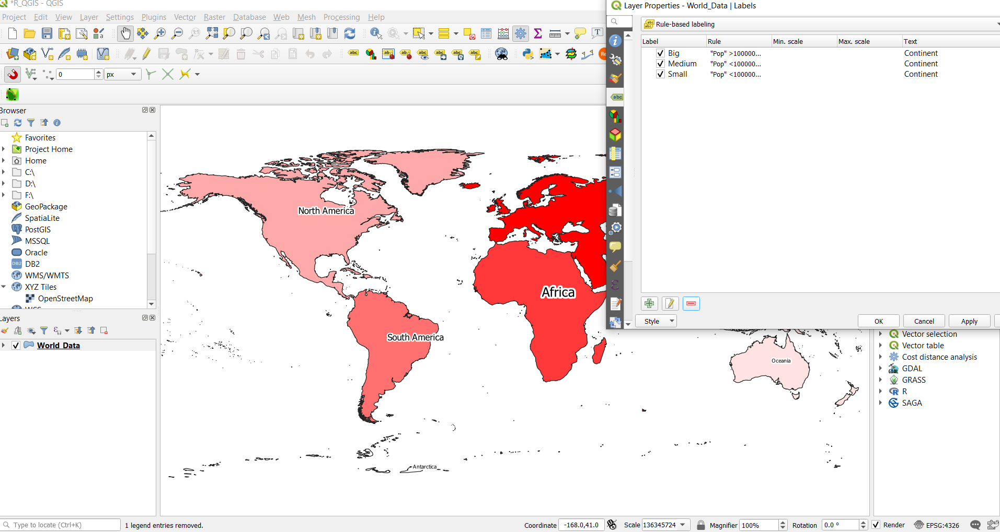 *R_QGIS - QGIS
Project Edit View Layer Settings Plugins Vector Raster Database Web Mesh Processing Help
0 px
Browser
Favorites
Project Home
Home
C:\
D:\
F:\
GeoPackage
SpatiaLite
PostGIS
MSSQL
Oracle
DB2 DB2
WMS/WMTS
XYZ Tiles
OpenStreetMap
WCS
Layers
World_Data
North America
South America
Africa
Oceania
Antarctica
Layer Properties - World_Data | Labels
Rule-based labeling
Label Rule Min. scale Max. scale Text
Big "Pop" >100000... Continent
Medium "Pop" <100000... Continent
Small "Pop" <100000... Continent
Style OK Cancel Apply
Vector selection
Vector table
Cost distance analysis
GDAL GDAL
GRASS
R
SAGA
Type to locate (Ctrl+K) 1 legend entries removed. Coordinate -168.0,41.0 Scale 136345724 Magnifier 100% Rotation 0.0 ° Render EPSG:4326